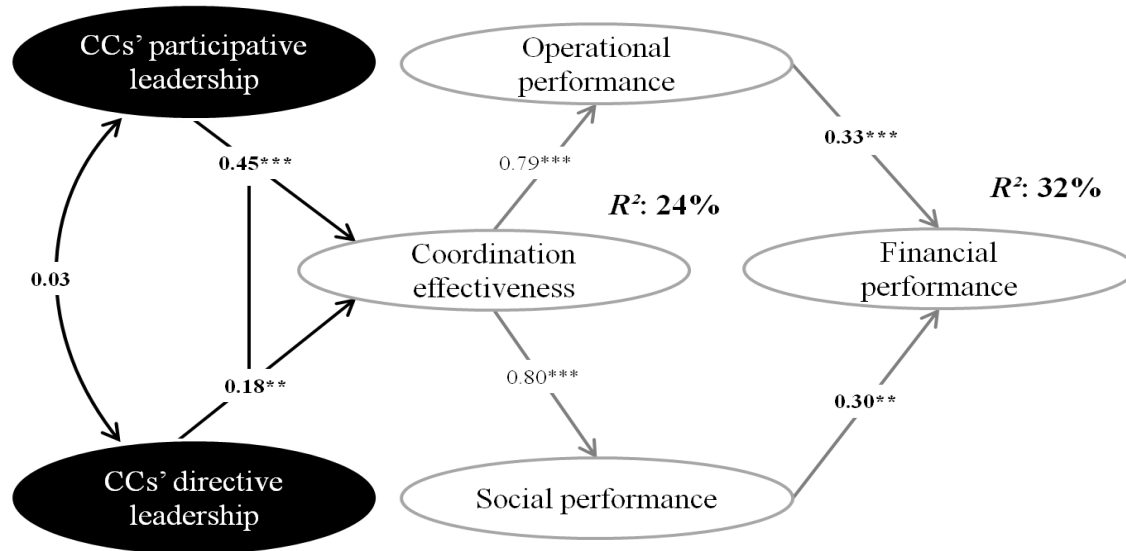 CCs’ participative
leadership
Operational
performance
0.45***
0.79***
0.33***
R²: 24%
R²: 32%
0.03
Coordination
effectiveness
Financial
performance
0.18**
0.80***
0.30**
CCs’ directive
leadership
Social performance